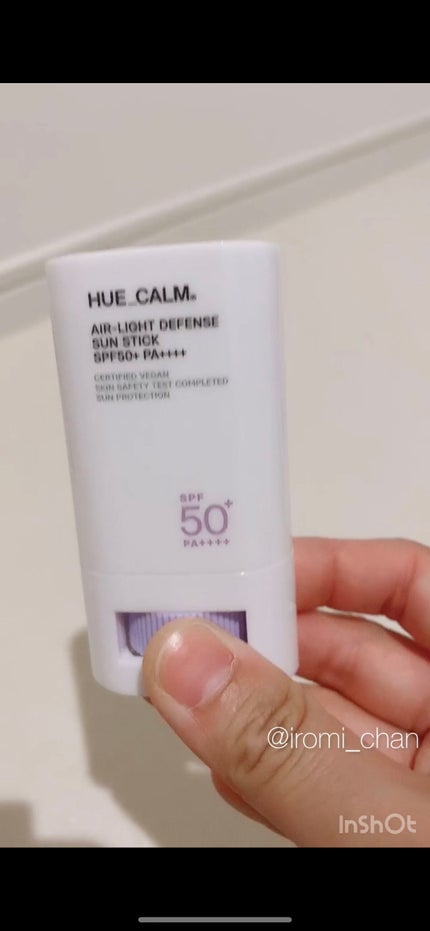 HUE_CALM®
AIR-LIGHT DEFENSE
SUN STICK
SPF50+ PA++++
CERTIFIED VEGAN
SKIN SAFETY TEST COMPLETED
SUN PROTECTION
SPF
50+
PA++++
@iromi_chan
InShOt